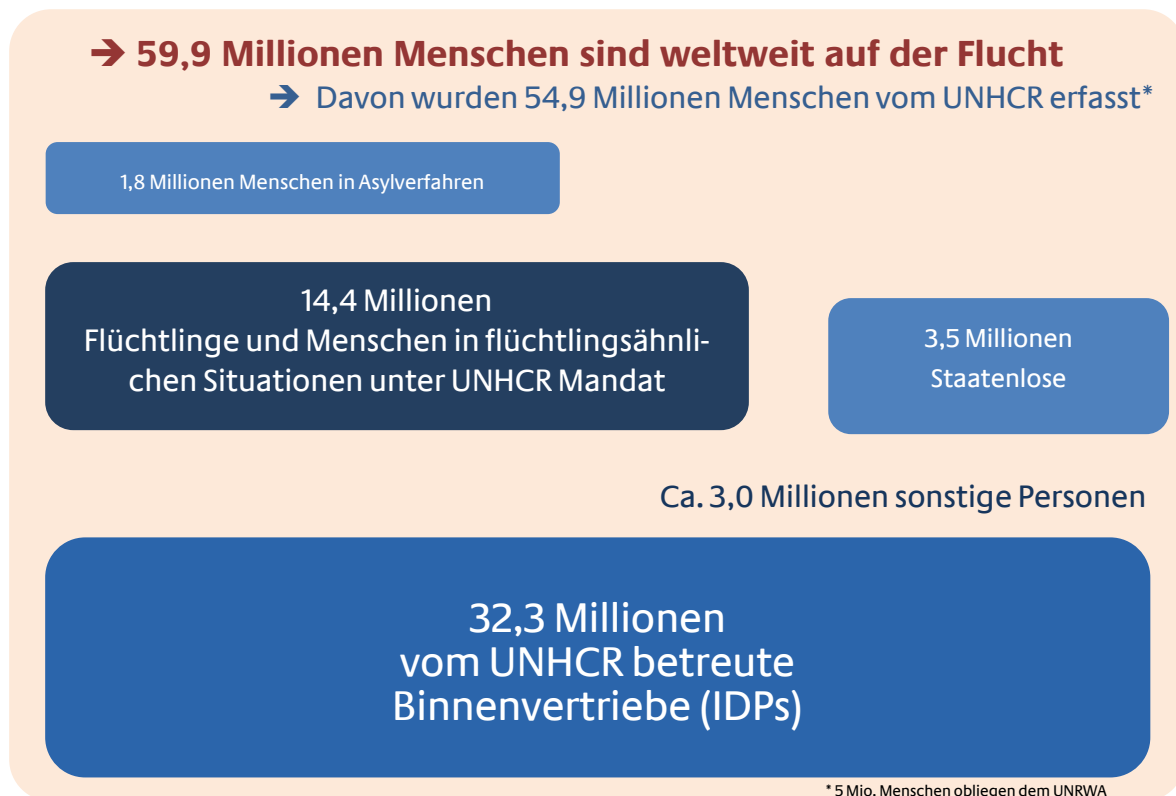 ➔ 59,9 Millionen Menschen sind weltweit auf der Flucht
➔ Davon wurden 54,9 Millionen Menschen vom UNHCR erfasst*
1,8 Millionen Menschen in Asylverfahren
14,4 Millionen
Flüchtlinge und Menschen in flüchtlingsähnli-
chen Situationen unter UNHCR Mandat
3,5 Millionen
Staatenlose
Ca. 3,0 Millionen sonstige Personen
32,3 Millionen
vom UNHCR betreute
Binnenvertriebe (IDPs)
* 5 Mio. Menschen obliegen dem UNRWA